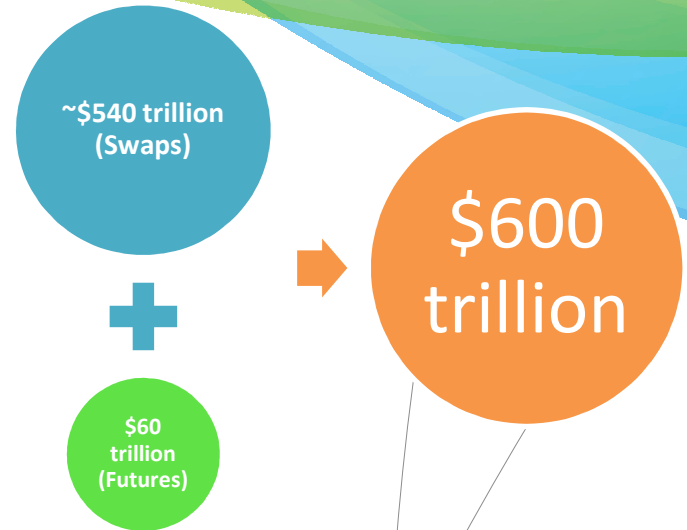 ~$540 trillion
(Swaps)
$60
trillion
(Futures)
$600
trillion